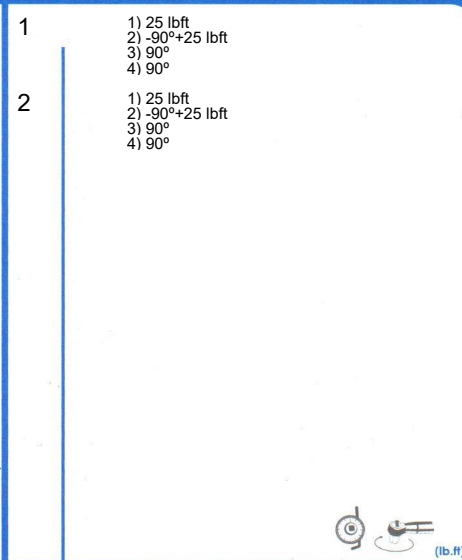 1
1) 25 lbft
2) -90º+25 lbft
3) 90º
4) 90º
2
1) 25 lbft
2) -90º+25 lbft
3) 90º
4) 90º
(lb.ft)